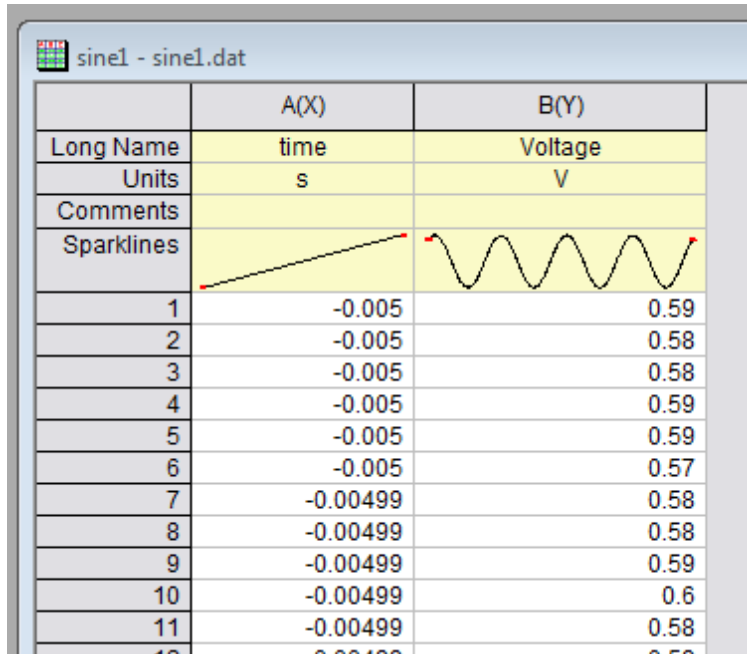 sine1 - sine1.dat
A(X) B(Y)
Long Name time Voltage
Units s V
Comments
Sparklines
1 -0.005 0.59
2 -0.005 0.58
3 -0.005 0.58
4 -0.005 0.59
5 -0.005 0.59
6 -0.005 0.57
7 -0.00499 0.58
8 -0.00499 0.58
9 -0.00499 0.59
10 -0.00499 0.6
11 -0.00499 0.58